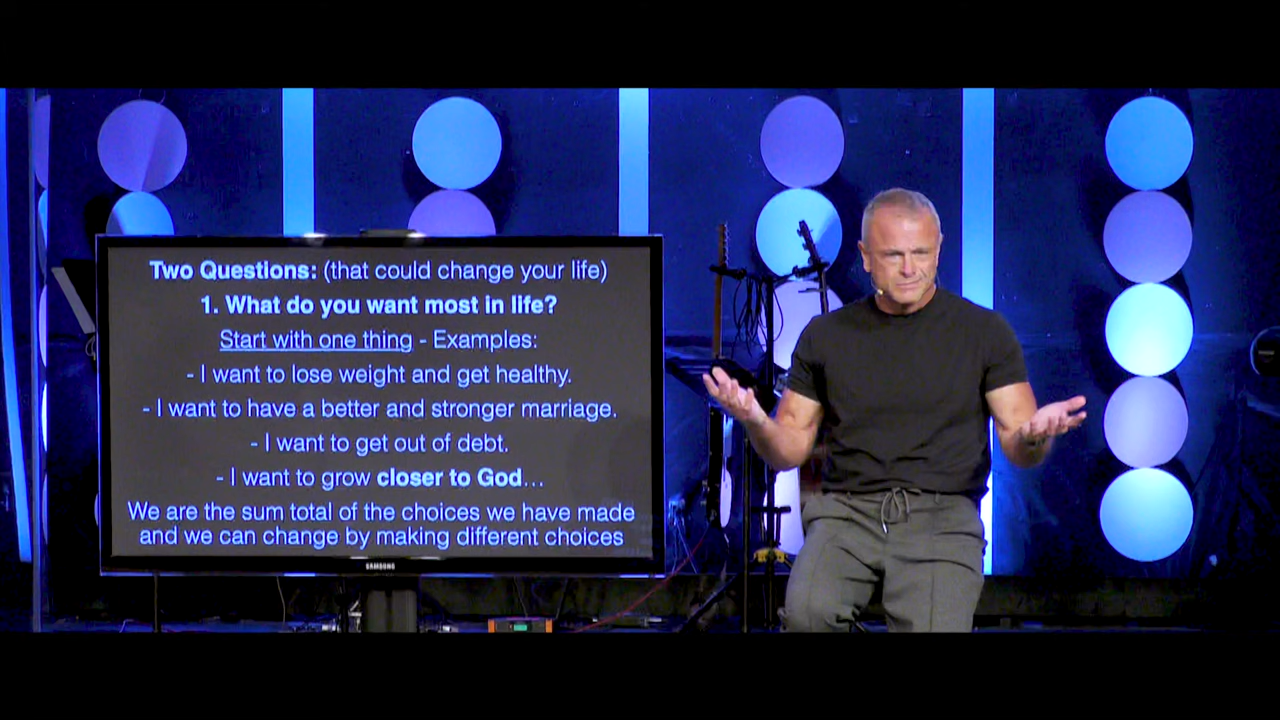 Two Questions: (that could change your life)
1. What do you want most in life?
Start with one thing - Examples:
- I want to lose weight and get healthy.
- I want to have a better and stronger marriage.
- I want to get out of debt.
- I want to grow closer to God...
We are the sum total of the choices we have made
and we can change by making different choices
SAMSUNG